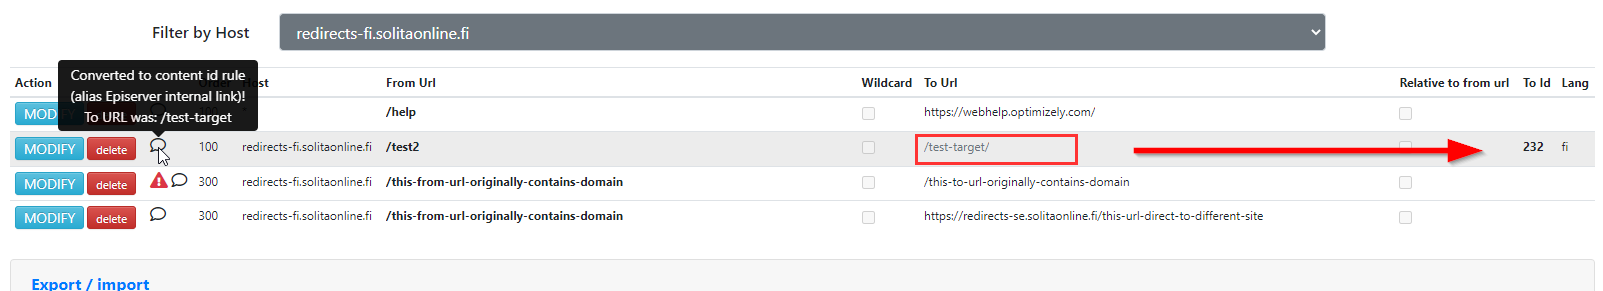 Filter by Host redirects-fi.solitaonline.fi
Converted to content id rule
(alias Episerver internal link)!
To URL was: /test-target
Action Host From Url Wildcard To Url Relative to from url To Id Lang
MODIFY /help https://webhelp.optimizely.com/
MODIFY delete 100 redirects-fi.solitaonline.fi /test2 /test-target/ 232 fi
MODIFY delete 300 redirects-fi.solitaonline.fi /this-from-url-originally-contains-domain /this-to-url-originally-contains-domain
MODIFY delete 300 redirects-fi.solitaonline.fi /this-from-url-originally-contains-domain https://redirects-se.solitaonline.fi/this-url-direct-to-different-site
Export / import